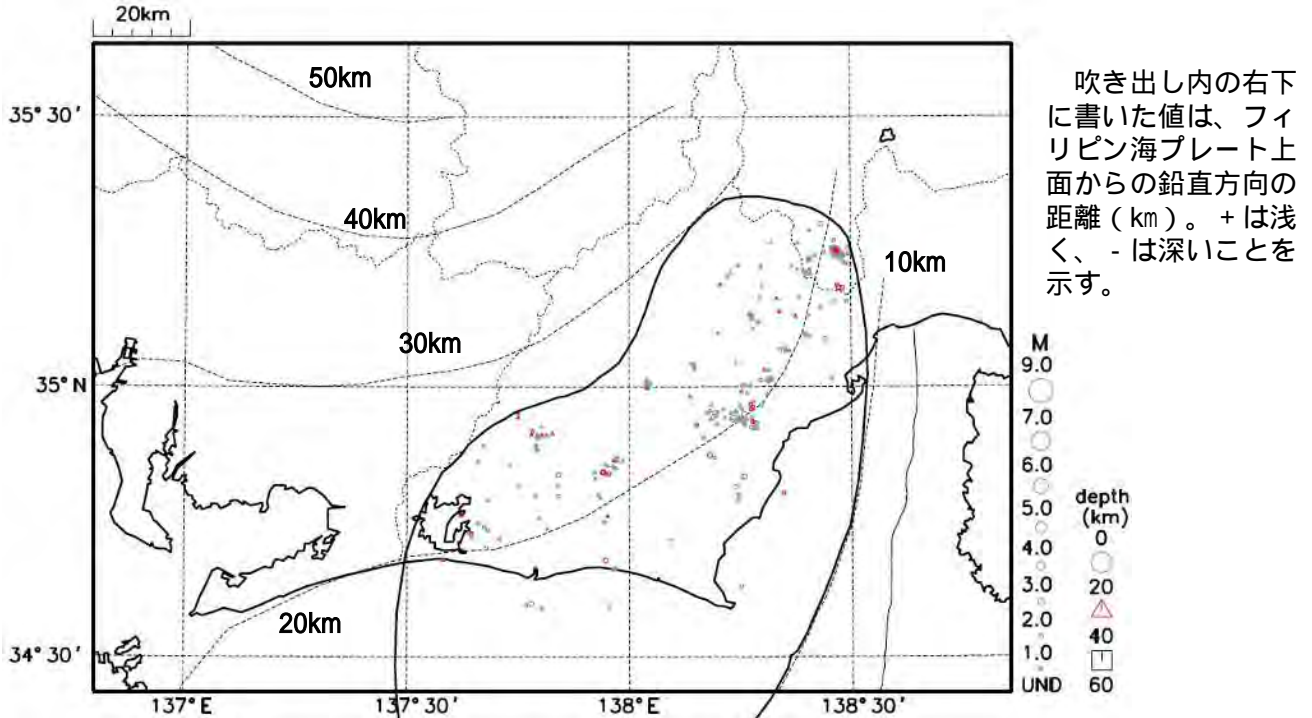 20km
50km
35°30'
40km
10km
30km
35°N
20km
34°30'
137°E
137°30'
138°E
138°30'
吹き出し内の右下
に書いた値は、フィ
リピン海プレート上
面からの鉛直方向の
距離(km)。+は浅
く、-は深いことを
示す。
M
9.0
7.0
6.0
5.0
4.0
3.0
2.0
1.0
UND
depth
(km)
0
20
40
60